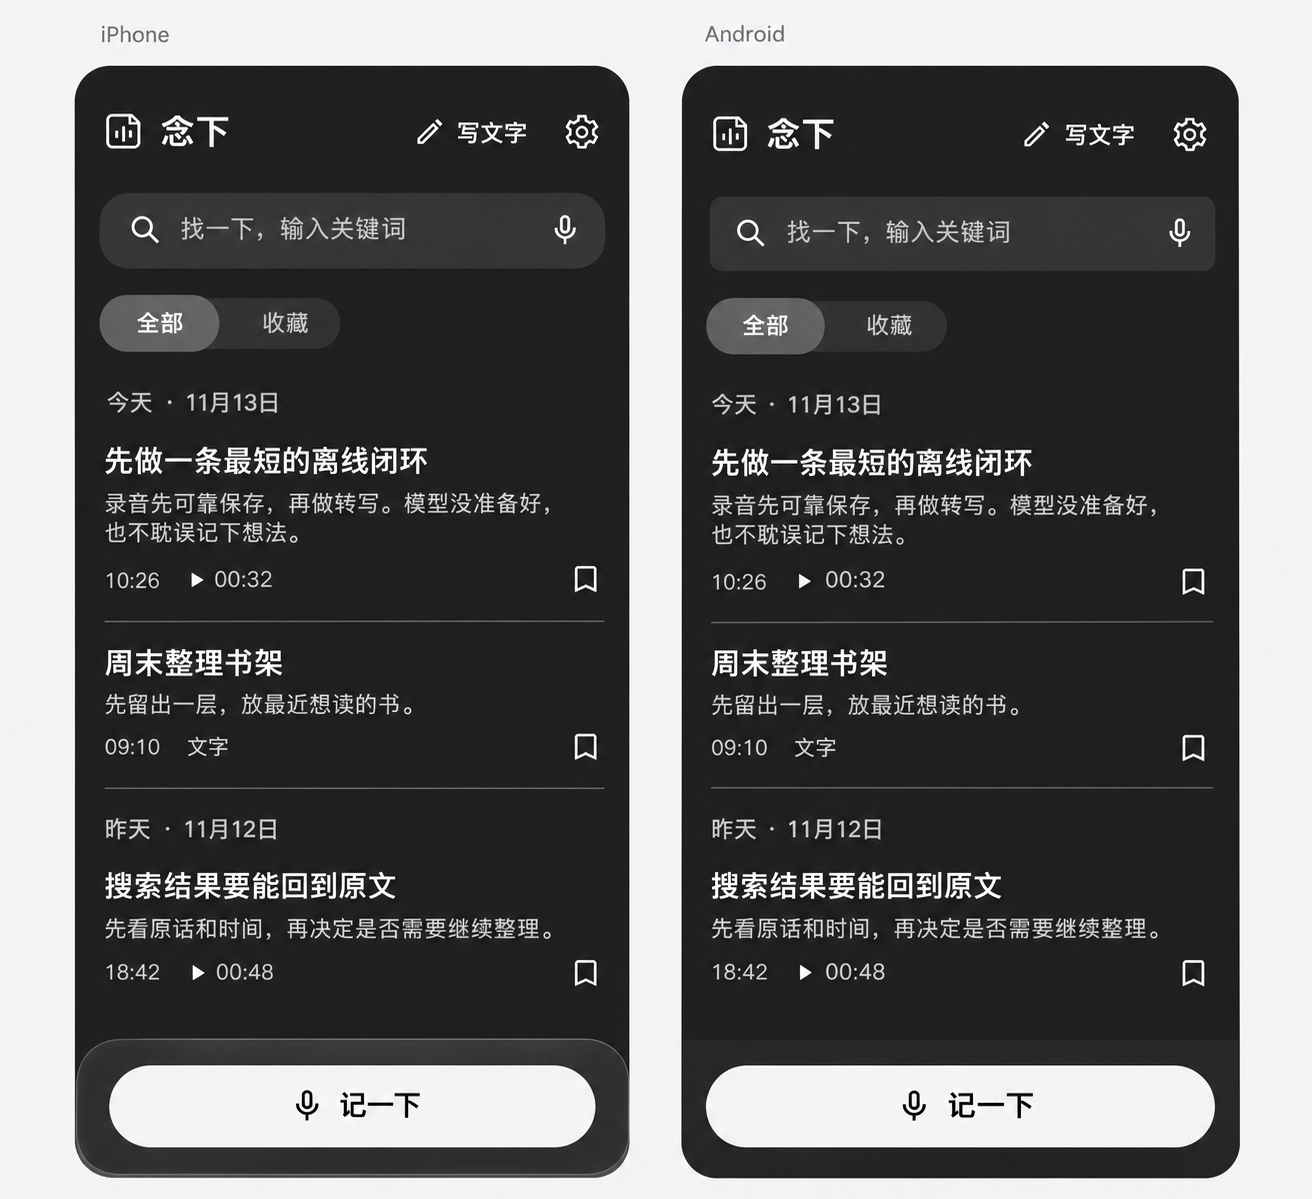 iPhone
念下
写文字
找一下，输入关键词
全部
收藏
今天 · 11月13日
先做一条最短的离线闭环
录音先可靠保存，再做转写。模型没准备好，
也不耽误记下想法。
10:26 00:32
周末整理书架
先留出一层，放最近想读的书。
09:10 文字
昨天 · 11月12日
搜索结果要能回到原文
先看原话和时间，再决定是否需要继续整理。
18:42 00:48
记一下
Android
念下
写文字
找一下，输入关键词
全部
收藏
今天 · 11月13日
先做一条最短的离线闭环
录音先可靠保存，再做转写。模型没准备好，
也不耽误记下想法。
10:26 00:32
周末整理书架
先留出一层，放最近想读的书。
09:10 文字
昨天 · 11月12日
搜索结果要能回到原文
先看原话和时间，再决定是否需要继续整理。
18:42 00:48
记一下